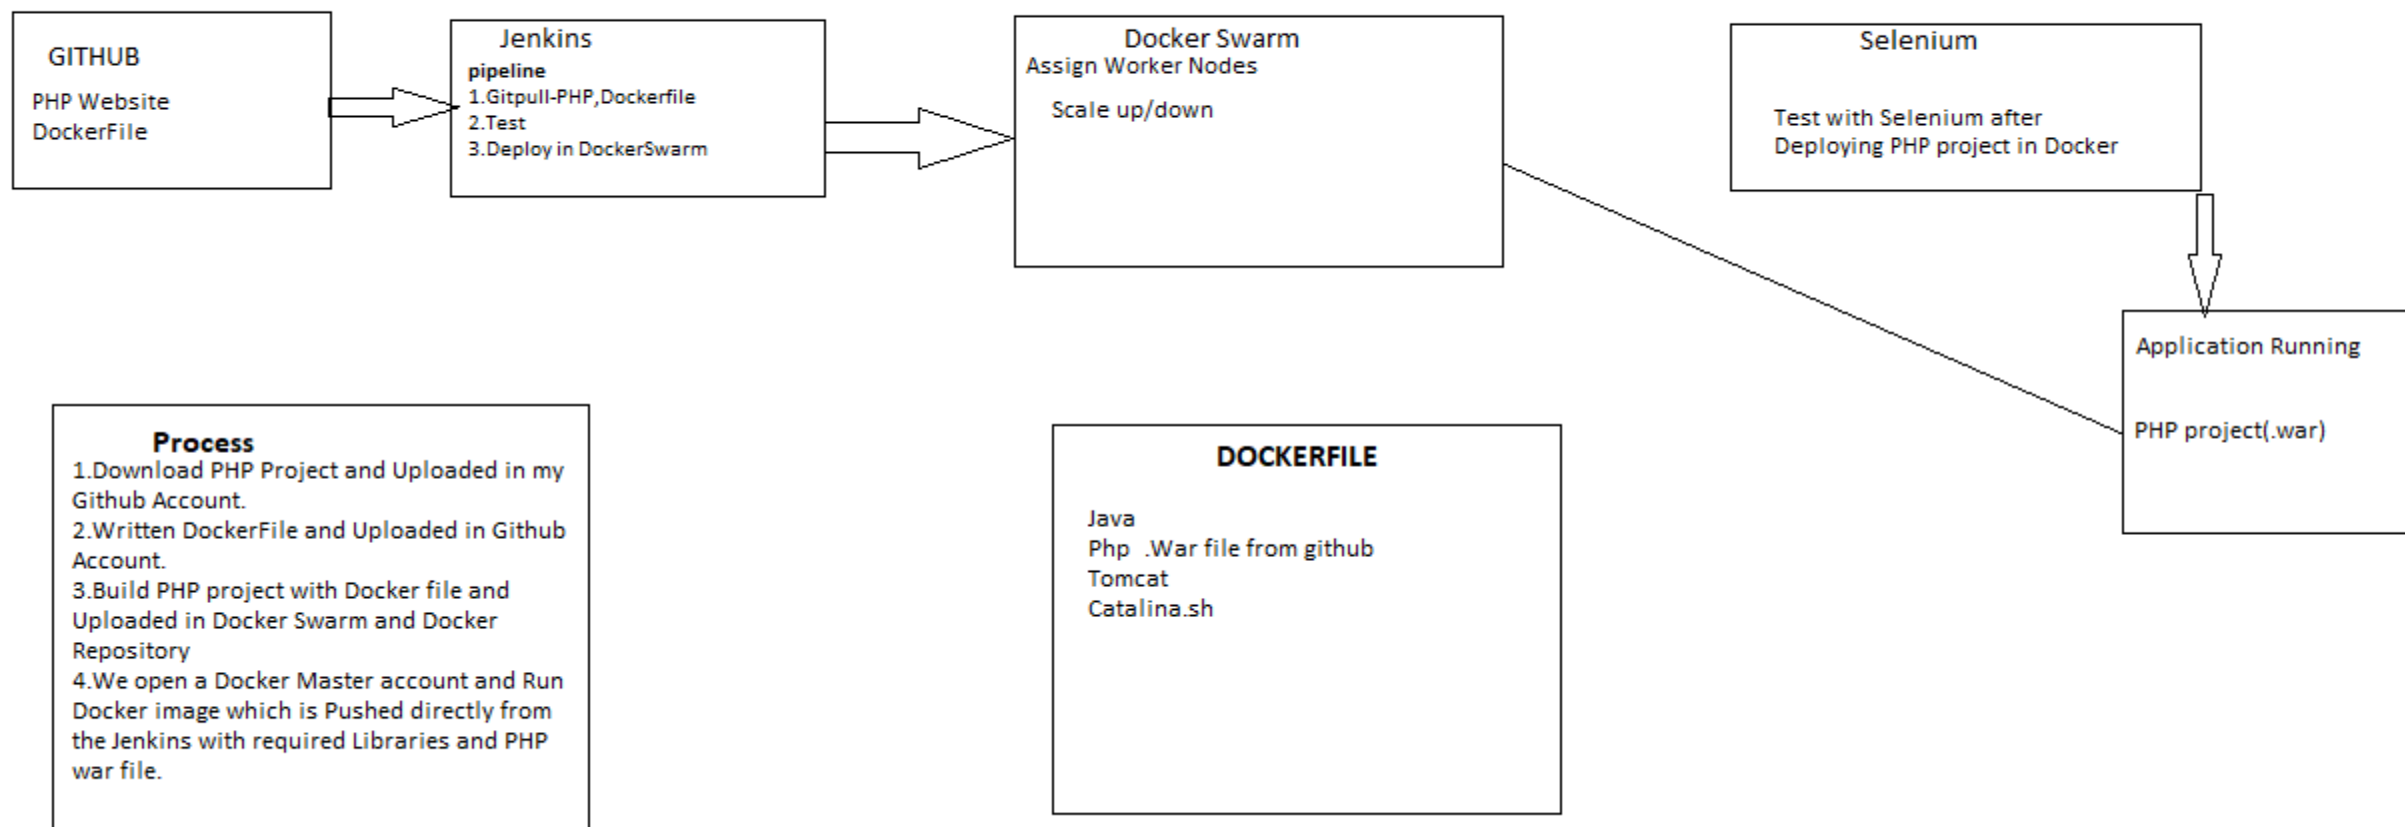 GITHUB
PHP Website
DockerFile
Jenkins
pipeline
1.Gitpull-PHP,Dockerfile
2.Test
3.Deploy in DockerSwarm
Docker Swarm
Assign Worker Nodes
Scale up/down
Selenium
Test with Selenium after
Deploying PHP project in Docker
Application Running
PHP project(.war)
Process
1.Download PHP Project and Uploaded in my
Github Account.
2.Written DockerFile and Uploaded in Github
Account.
3.Build PHP project with Docker file and
Uploaded in Docker Swarm and Docker
Repository
4.We open a Docker Master account and Run
Docker image which is Pushed directly from
the Jenkins with required Libraries and PHP
war file.
DOCKERFILE
Java
Php .War file from github
Tomcat
Catalina.sh